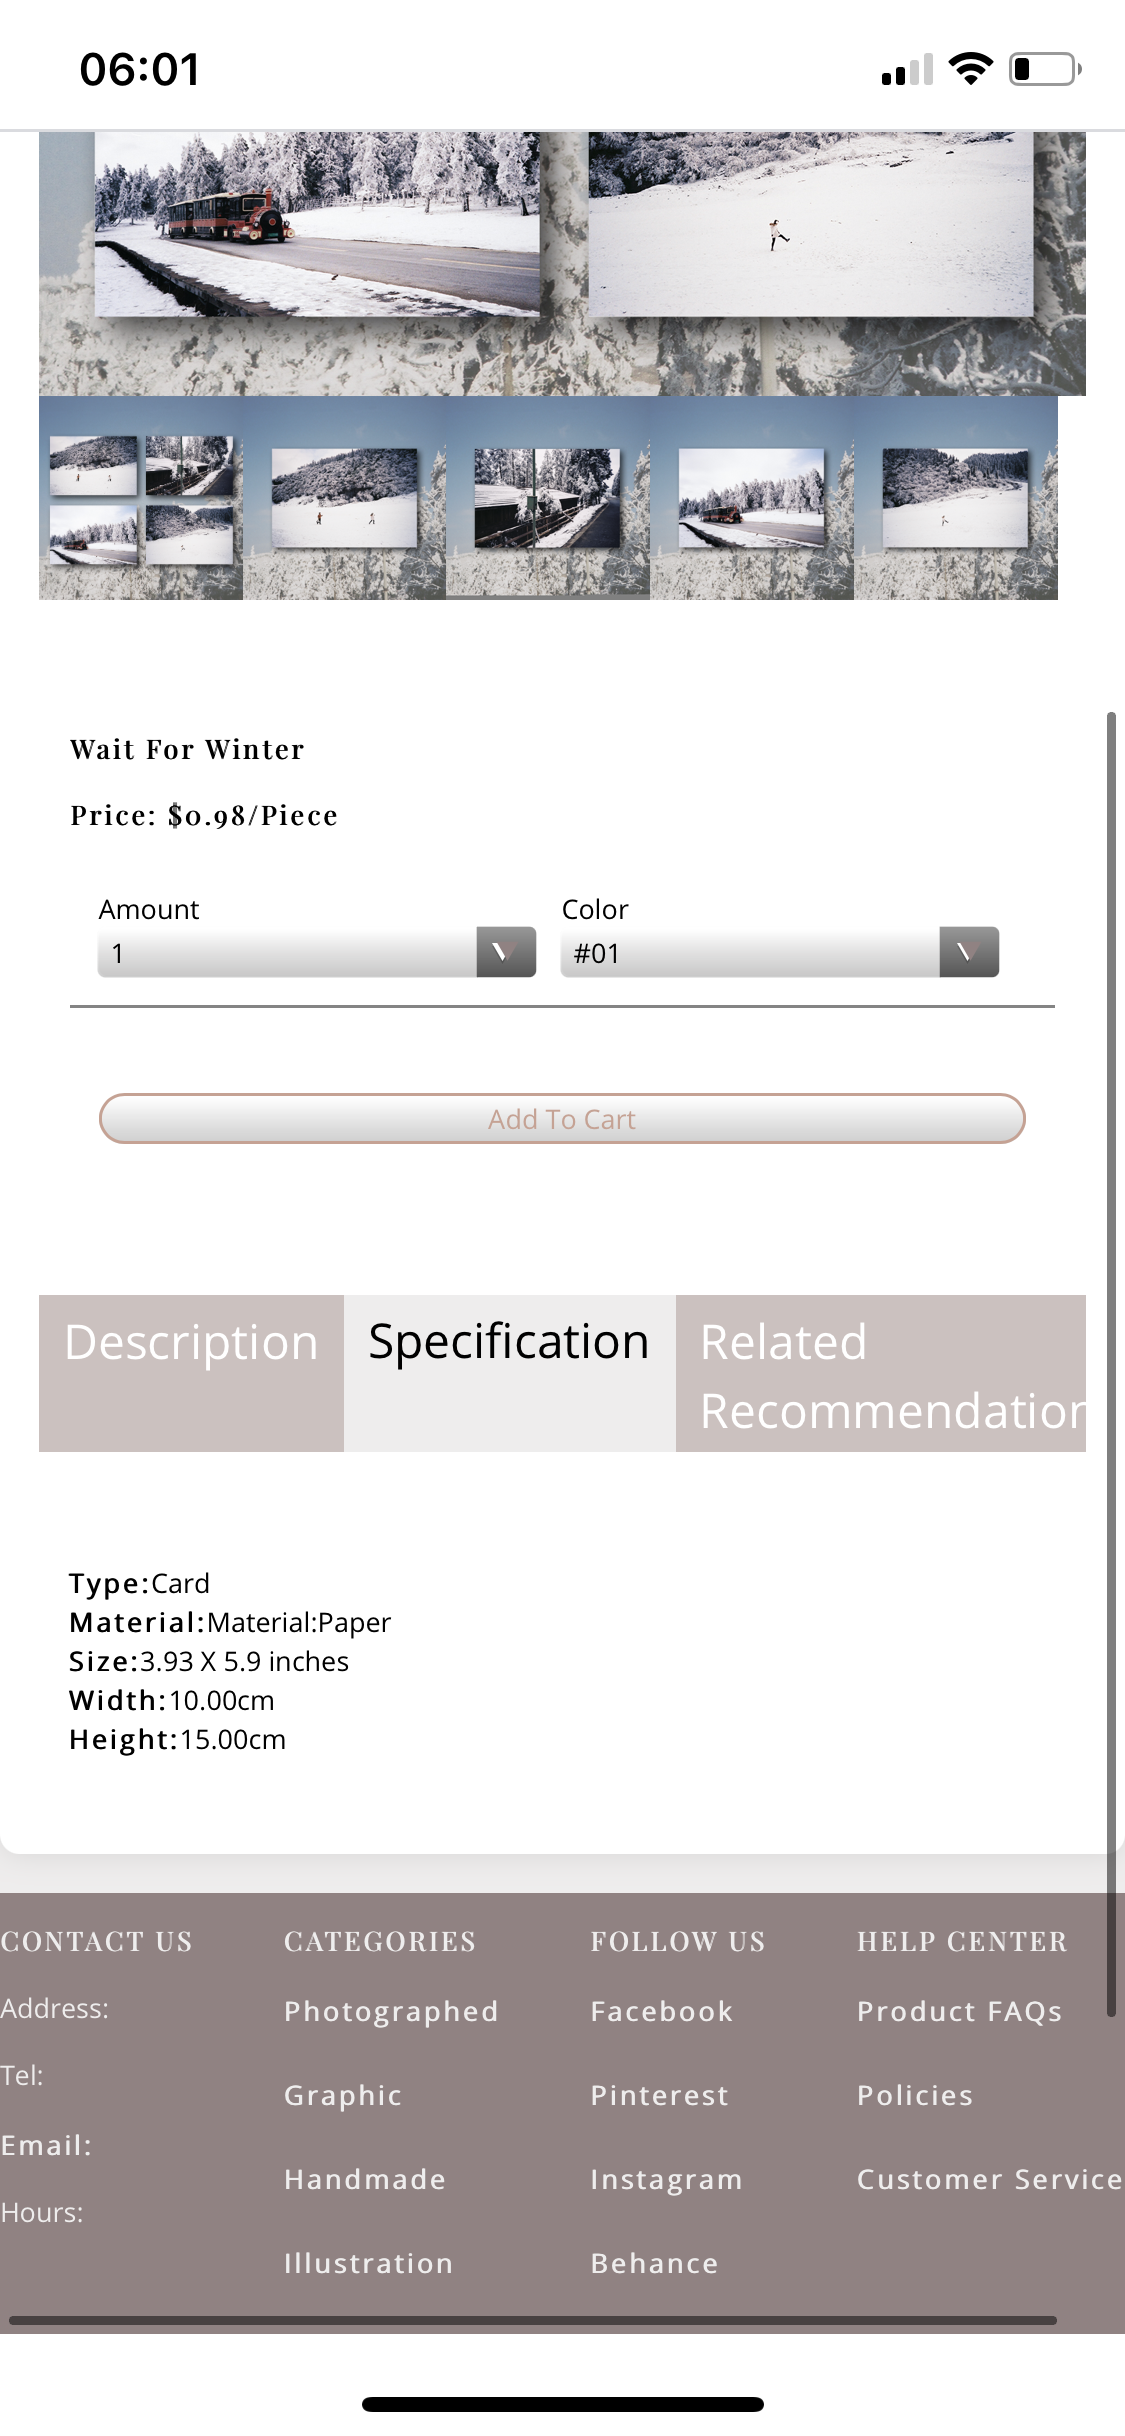 06:01
Wait For Winter
Price: $0.98/Piece
Amount
Color
1
#01
Add To Cart
Description
Specification
Related
Recommendation
Type:Card
Material:Material:Paper
Size:3.93 X 5.9 inches
Width:10.00cm
Height:15.00cm
CONTACT US
Address:
Tel:
Email:
Hours:
CATEGORIES
Photographed
Graphic
Handmade
Illustration
FOLLOW US
Facebook
Pinterest
Instagram
Behance
HELP CENTER
Product FAQs
Policies
Customer Service